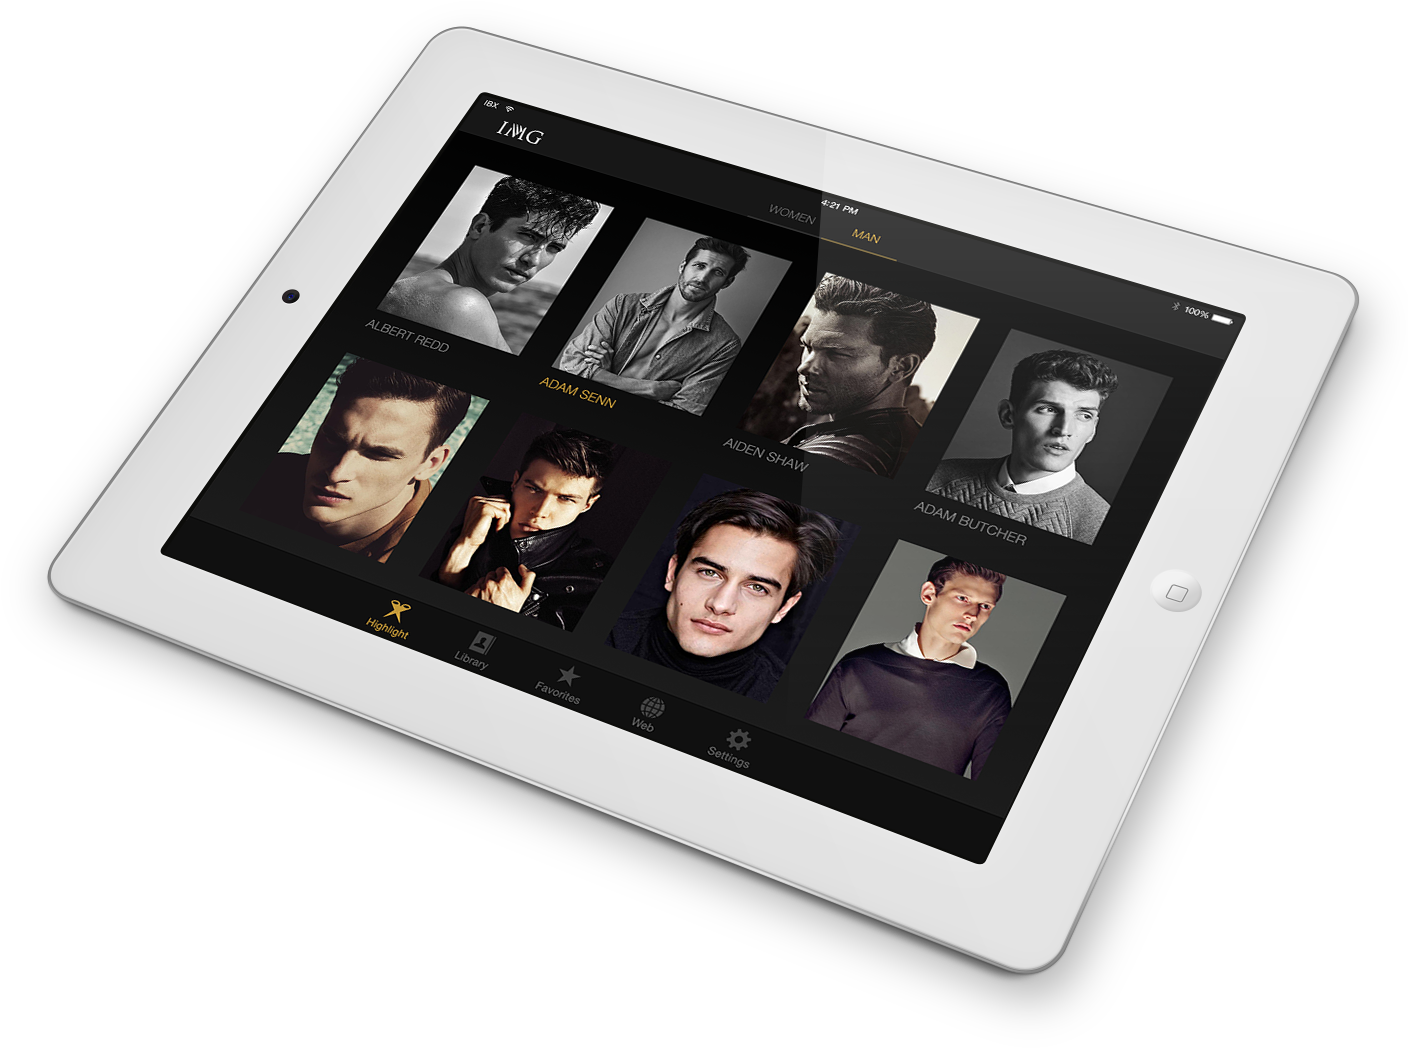 IBX
4:21 PM
100%
IMG
WOMEN
MAN
ALBERT REDD
ADAM SENN
AIDEN SHAW
ADAM BUTCHER
Highlight
Library
Favorites
Web
Settings